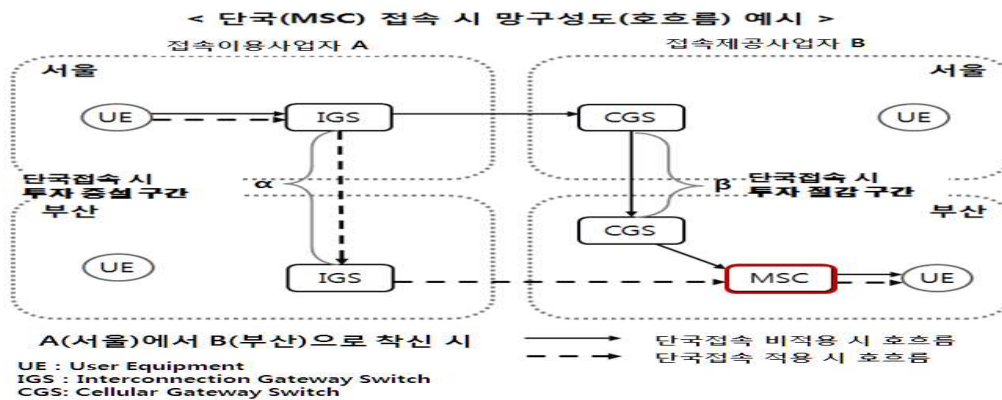 < 단국(MSC) 접속 시 망구성도(호흐름) 예시 >
접속이용사업자 A
접속제공사업자 B
서울
서울
UE
IGS
CGS
UE
단국접속 시
투자 증설 구간
α
β
단국접속 시
투자 절감 구간
부산
부산
CGS
UE
IGS
MSC
UE
A(서울)에서 B(부산)으로 착신 시
단국접속 비적용 시 호흐름
단국접속 적용 시 호흐름
UE : User Equipment
IGS : Interconnection Gateway Switch
CGS: Cellular Gateway Switch